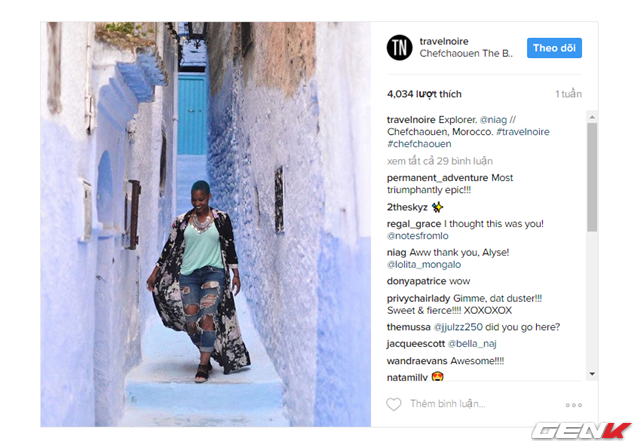 TN
travelnoire
Chefchaouen The B..
Theo dõi
4,034 lượt thích
1 tuần
travelnoire Explorer. @niag //
Chefchaouen, Morocco. #travelnoire
#chefchaouen
xem tất cả 29 bình luận
permanent_adventure Most
triumphantly epic!!!
2theskyz ✨
regal_grace I thought this was you!
@notesfromlo
niag Aww thank you, Alyse!
@lolita_mongalo
donyapatrice wow
privychairlady Gimme, dat duster!!!
Sweet & fierce!!!! XOXOXOX
themussa @jjulzz250 did you go here?
jacqueescott @bella_naj
wandraevans Awesome!!!!
natamilly 😍
Thêm bình luận...
GENK